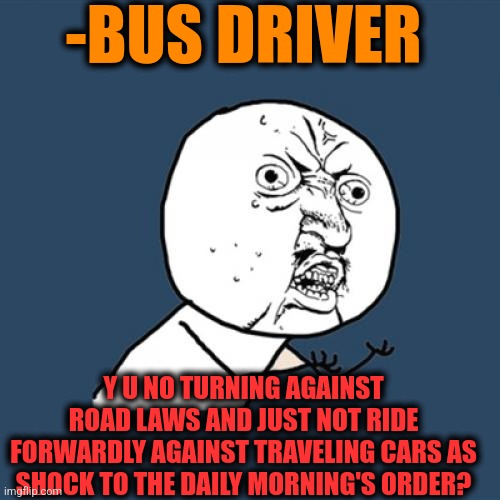 -BUS DRIVER
Y U NO TURNING AGAINST
ROAD LAWS AND JUST NOT RIDE
FORWARDLY AGAINST TRAVELING CARS AS
SHOCK TO THE DAILY MORNING'S ORDER?
imgflip.com